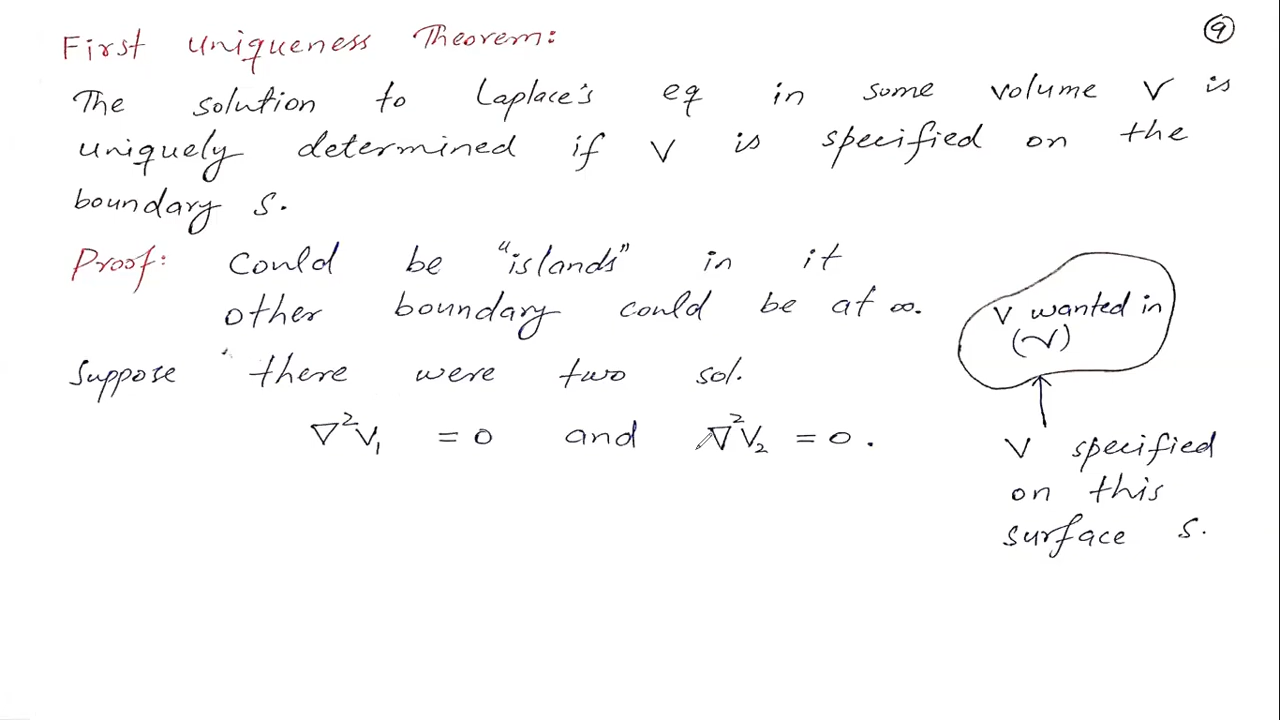 9
First Uniqueness Theorem:
The solution to Laplace's eq in some volume V is
uniquely determined if V is specified on the
boundary S.
Proof: Could be "islands" in it
other boundary could be at ∞.
Suppose there were two sol.
∇²V₁ = 0 and ∇²V₂ = 0.
V wanted in
(V)
V specified
on this
surface S.